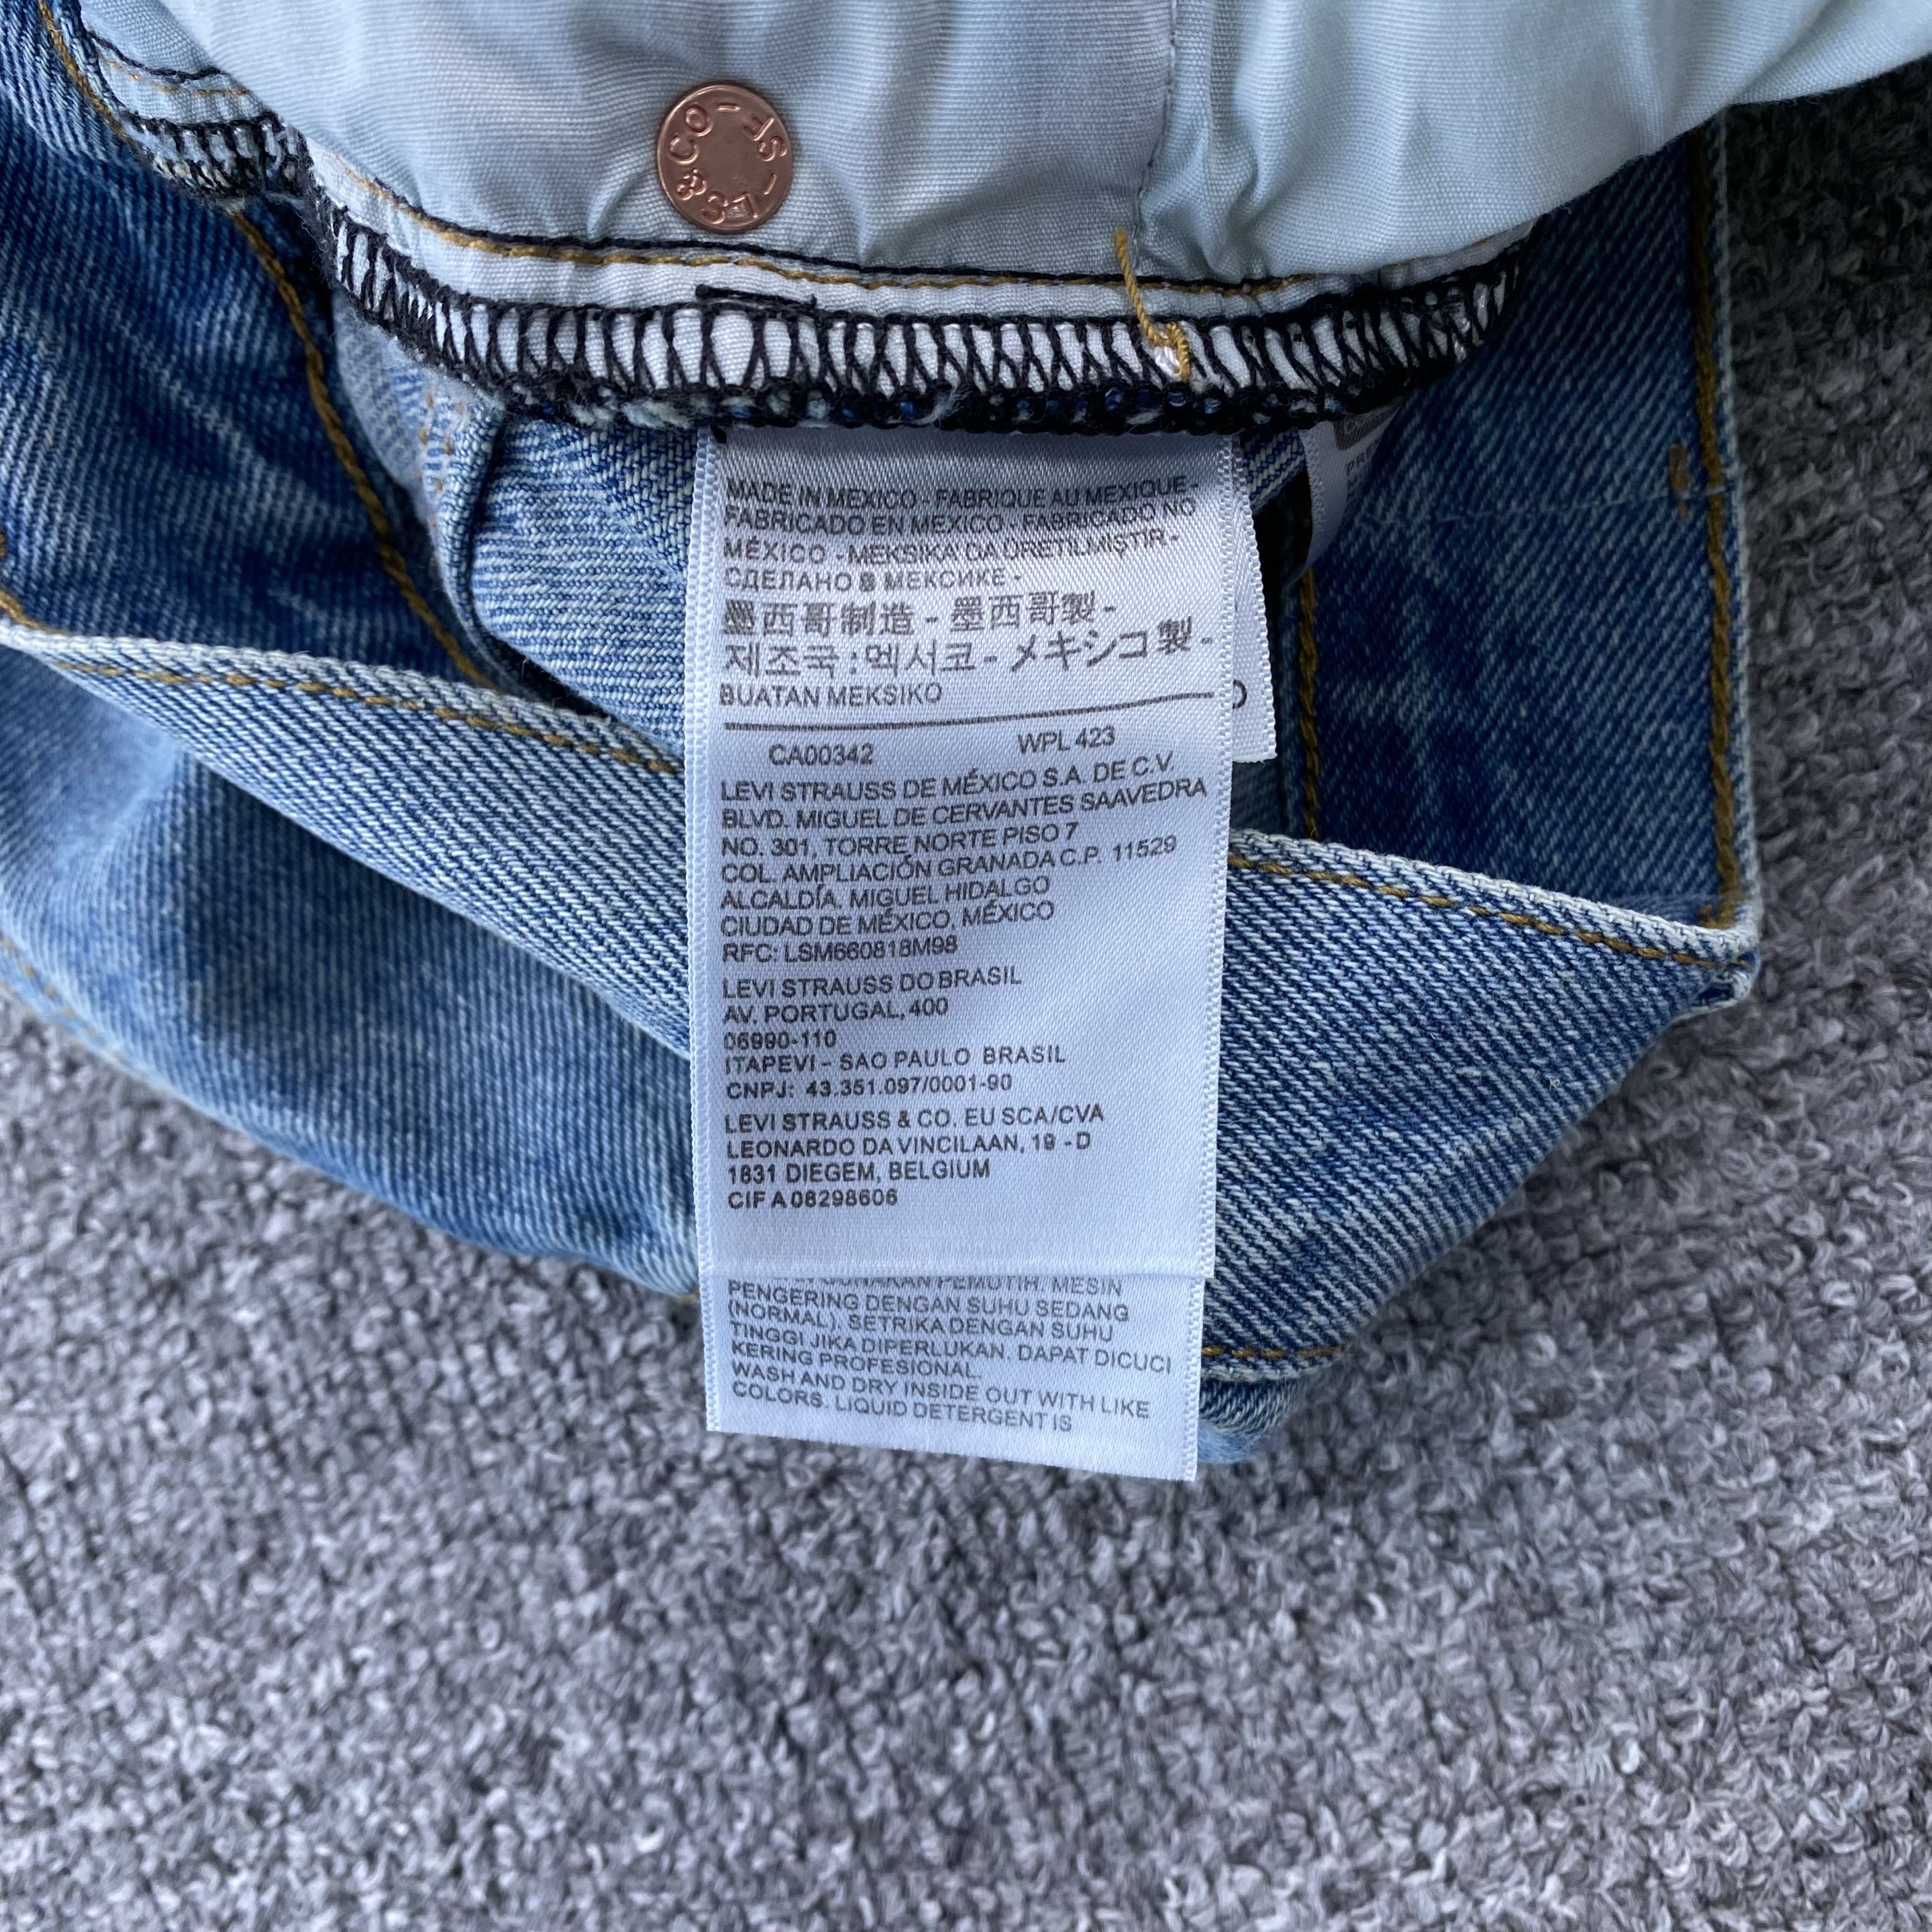 LS&CO - SF -
MADE IN MEXICO - FABRIQUE AU MEXIQUE -
FABRICADO EN MEXICO - FABRICADO NO
MÉXICO - MEKSIKA DA ÜRETILMIŞTIR -
СДЕЛАНО В МЕКСИКЕ -
墨西哥制造 - 墨西哥製 -
제조국 : 멕서코 - メキシコ製 -
BUATAN MEKSIKO
CA00342 WPL 423
LEVI STRAUSS DE MÉXICO S.A. DE C.V.
BLVD. MIGUEL DE CERVANTES SAAVEDRA
NO. 301, TORRE NORTE PISO 7
COL. AMPLIACIÓN GRANADA C.P. 11529
ALCALDÍA. MIGUEL HIDALGO
CIUDAD DE MÉXICO, MÉXICO
RFC: LSM660818M98
LEVI STRAUSS DO BRASIL
AV. PORTUGAL, 400
06990-110
ITAPEVI - SAO PAULO BRASIL
CNPJ: 43.351.097/0001-90
LEVI STRAUSS & CO. EU SCA/CVA
LEONARDO DA VINCILAAN, 19 - D
1831 DIEGEM, BELGIUM
CIF A 08298606
GUNAKAN PEMUTIH. MESIN
PENGERING DENGAN SUHU SEDANG
(NORMAL). SETRIKA DENGAN SUHU
TINGGI JIKA DIPERLUKAN. DAPAT DICUCI
KERING PROFESIONAL.
WASH AND DRY INSIDE OUT WITH LIKE
COLORS. LIQUID DETERGENT IS